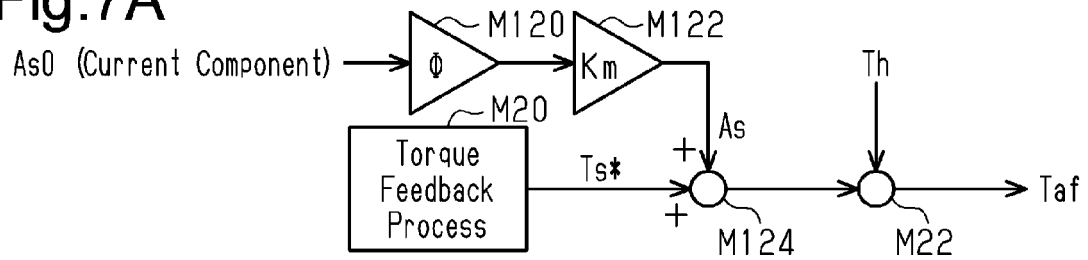 Fig.7A
M120
M122
As0 (Current Component)
Φ
Km
Th
M20
As
+
Torque
Feedback
Process
Ts*
+
Taf
M124
M22